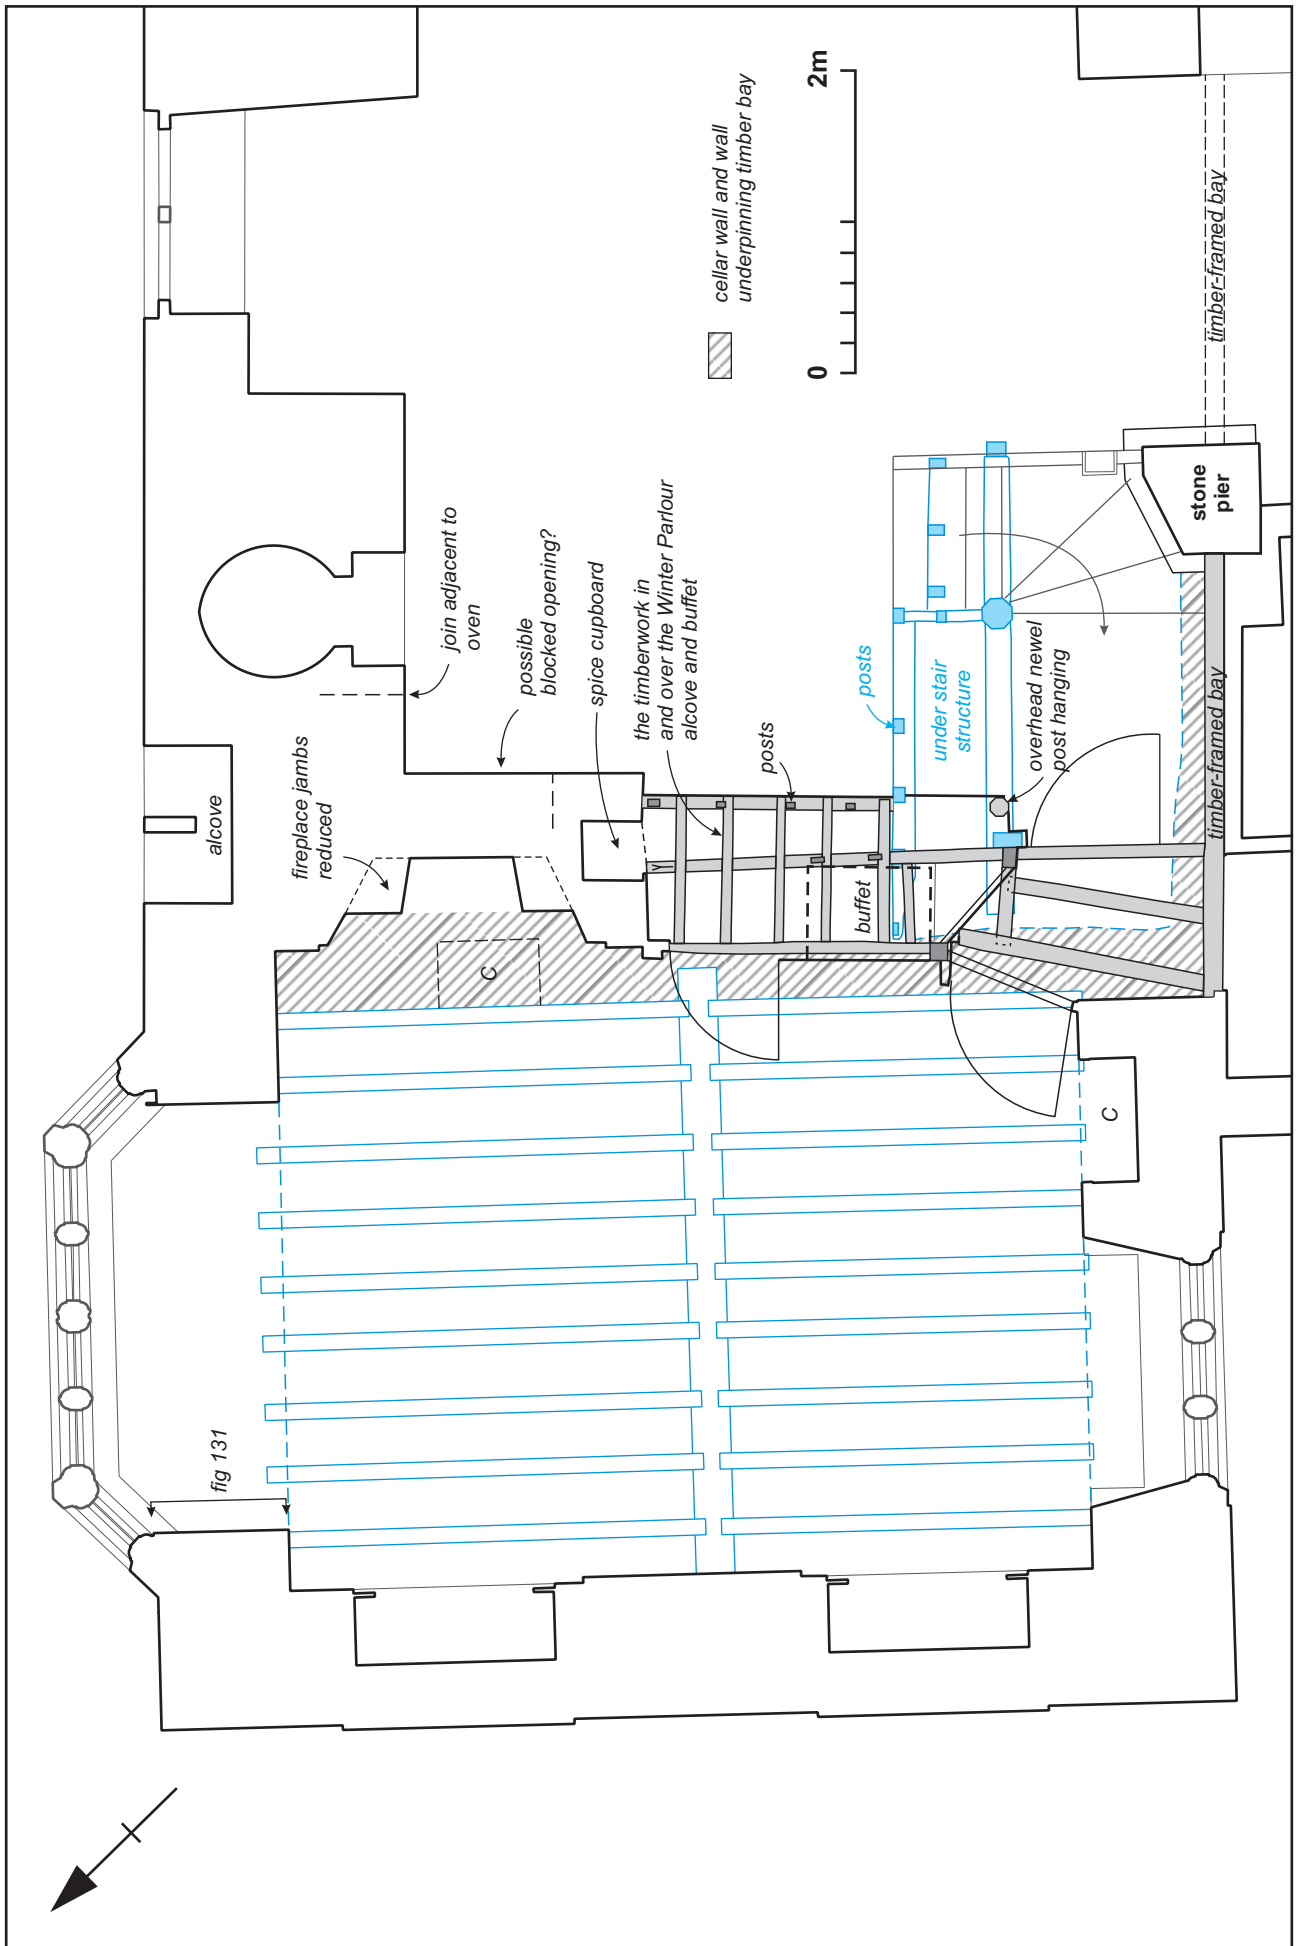 alcove
fireplace jambs
reduced
join adjacent to
oven
possible
blocked opening?
spice cupboard
the timberwork in
and over the Winter Parlour
alcove and buffet
posts
cellar wall and wall
underpinning timber bay
0
2m
posts
under stair
structure
overhead newel
post hanging
buffet
stone
pier
timber-framed bay
timber-framed bay
C
C
fig 131